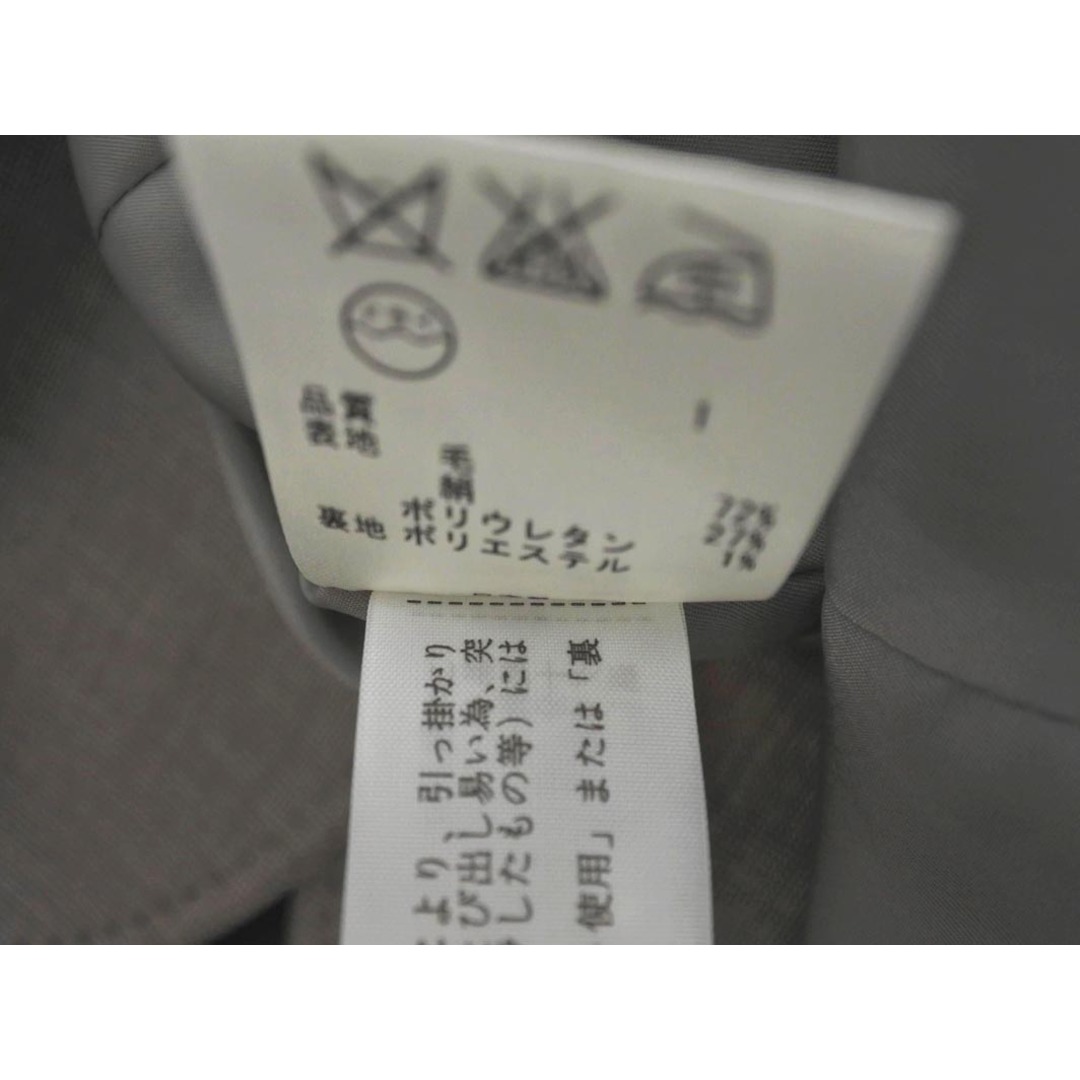 品質
表地 毛 72%
絹 27%
ポリウレタン 1%
裏地 ポリエステル
引っ掛かり
より、
び出し易い為、突
したもの等)には
使用」または「裏